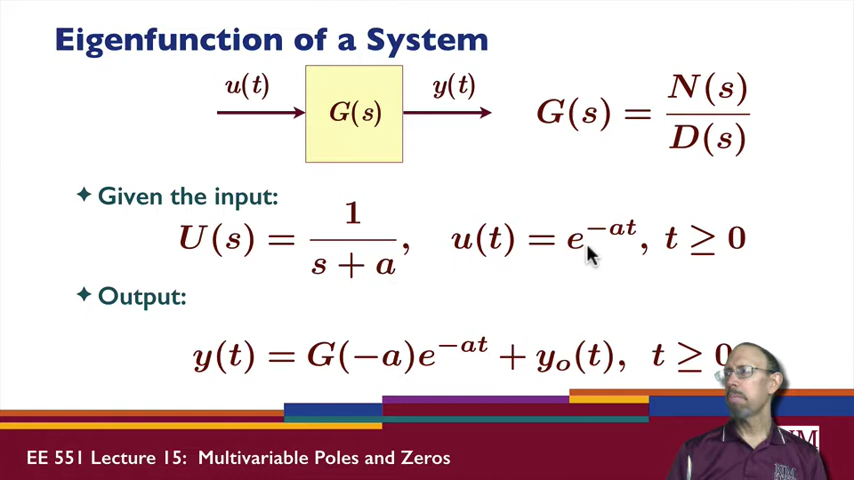 Eigenfunction of a System
u(t) G(s) y(t) G(s) = N(s) / D(s)
✦ Given the input:
U(s) = 1 / (s + a), u(t) = e^{-at}, t ≥ 0
✦ Output:
y(t) = G(-a)e^{-at} + y_o(t), t ≥ 0
EE 551 Lecture 15: Multivariable Poles and Zeros